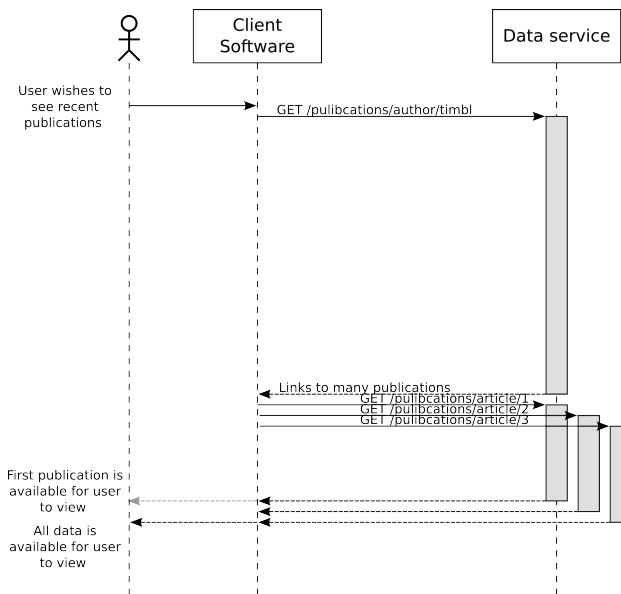 Client
Software
Data service
User wishes to
see recent
publications
GET /pulibcations/author/timbl
Links to many publications
GET /pulibcations/article/1
GET /pulibcations/article/2
GET /pulibcations/article/3
First publication is
available for user
to view
All data is
available for user
to view